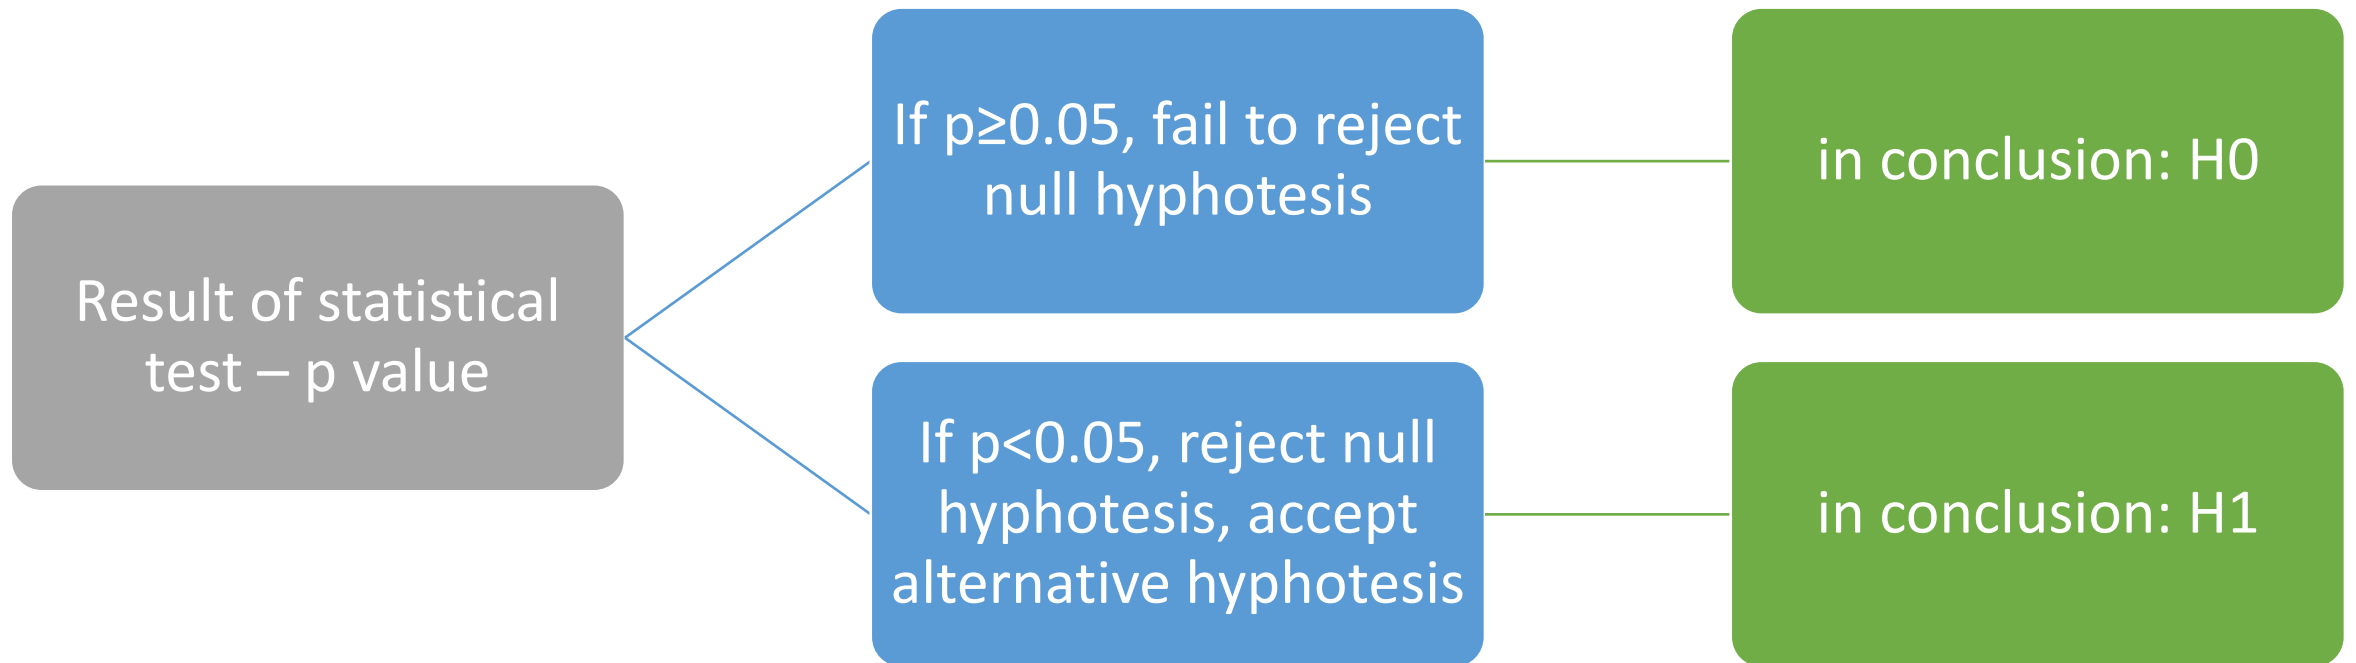 Result of statistical
test – p value
If p≥0.05, fail to reject
null hyphotesis
in conclusion: H0
If p<0.05, reject null
hyphotesis, accept
alternative hyphotesis
in conclusion: H1